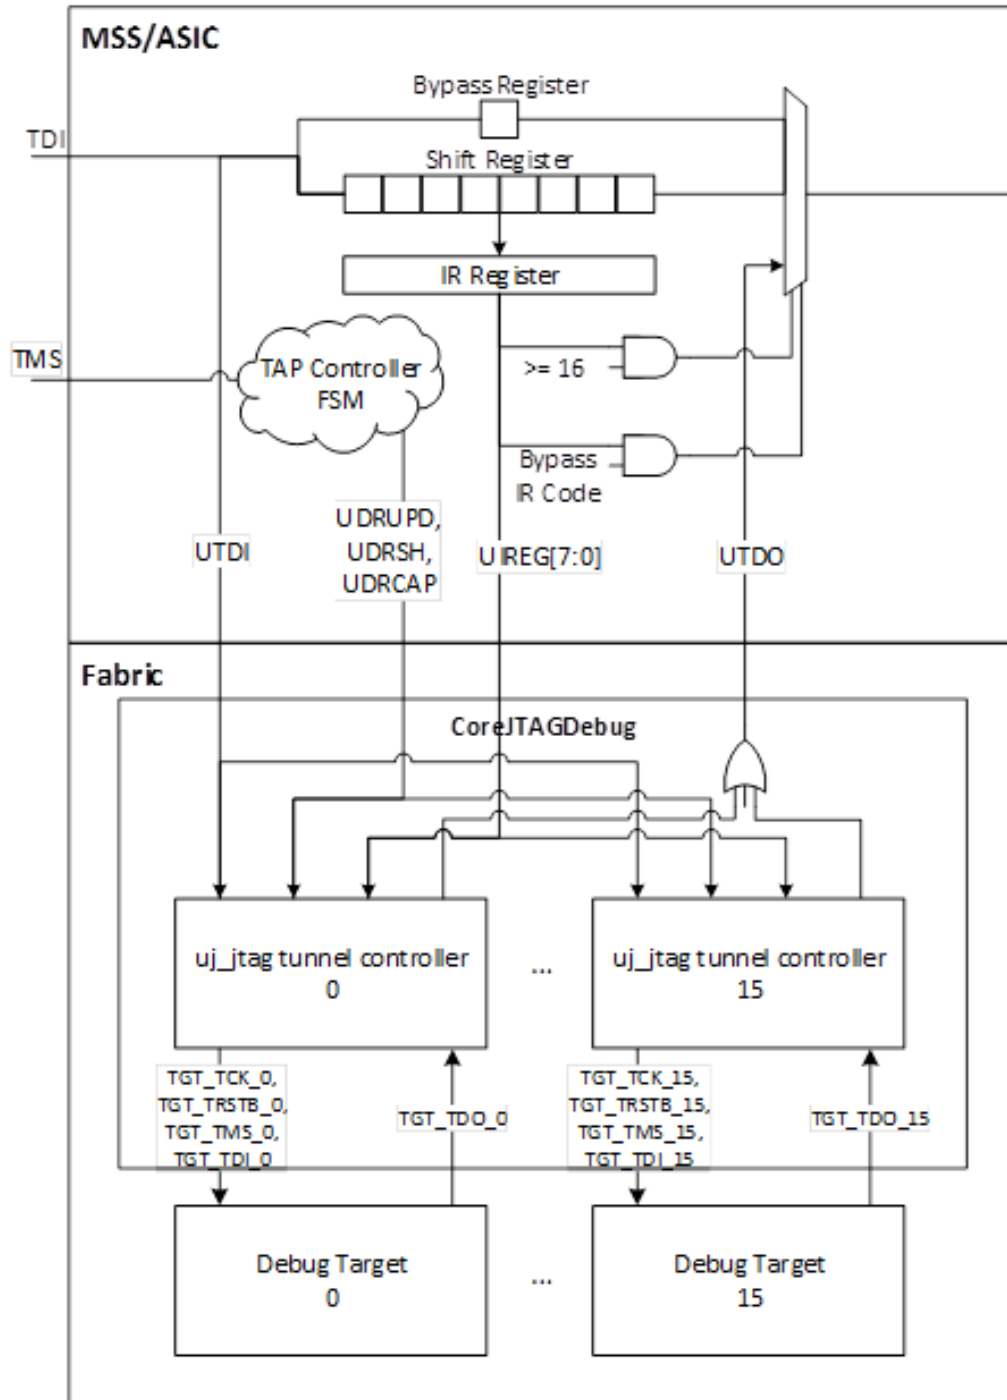 MSS/ASIC
Bypass Register
TDI
Shift Register
IR Register
TMS
TAP Controller
FSM
>= 16
Bypass
IR Code
UTDI
UDRUPD,
UDRSH,
UDRCAP
UIREG[7:0]
UTDO
Fabric
CoreJTAGDebug
uj_jtag tunnel controller
0
...
uj_jtag tunnel controller
15
TGT_TCK_0,
TGT_TRSTB_0,
TGT_TMS_0,
TGT_TDI_0
TGT_TDO_0
TGT_TCK_15,
TGT_TRSTB_15,
TGT_TMS_15,
TGT_TDI_15
TGT_TDO_15
Debug Target
0
...
Debug Target
15